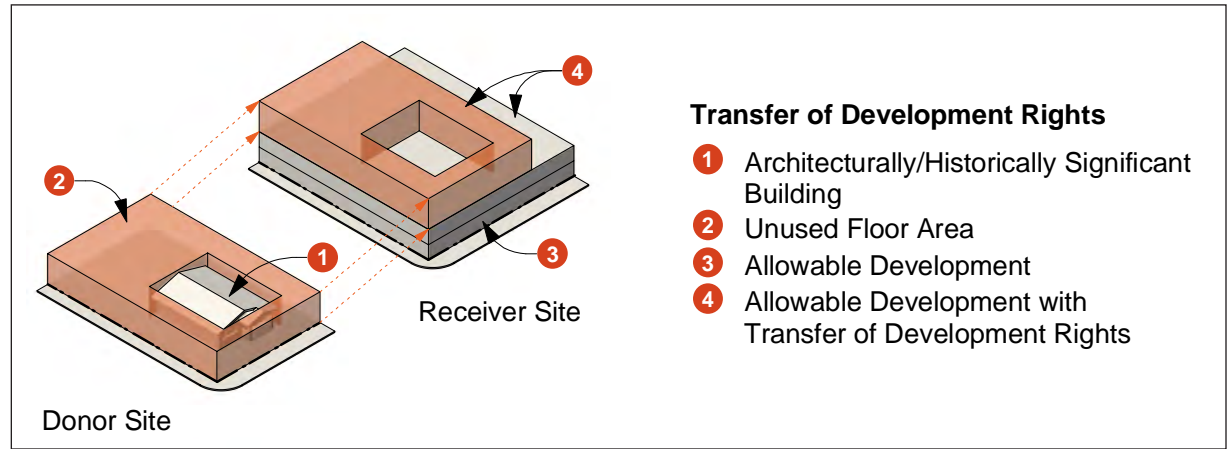 4
2
1
3
Receiver Site
Donor Site
Transfer of Development Rights
1 Architecturally/Historically Significant
Building
2 Unused Floor Area
3 Allowable Development
4 Allowable Development with
Transfer of Development Rights